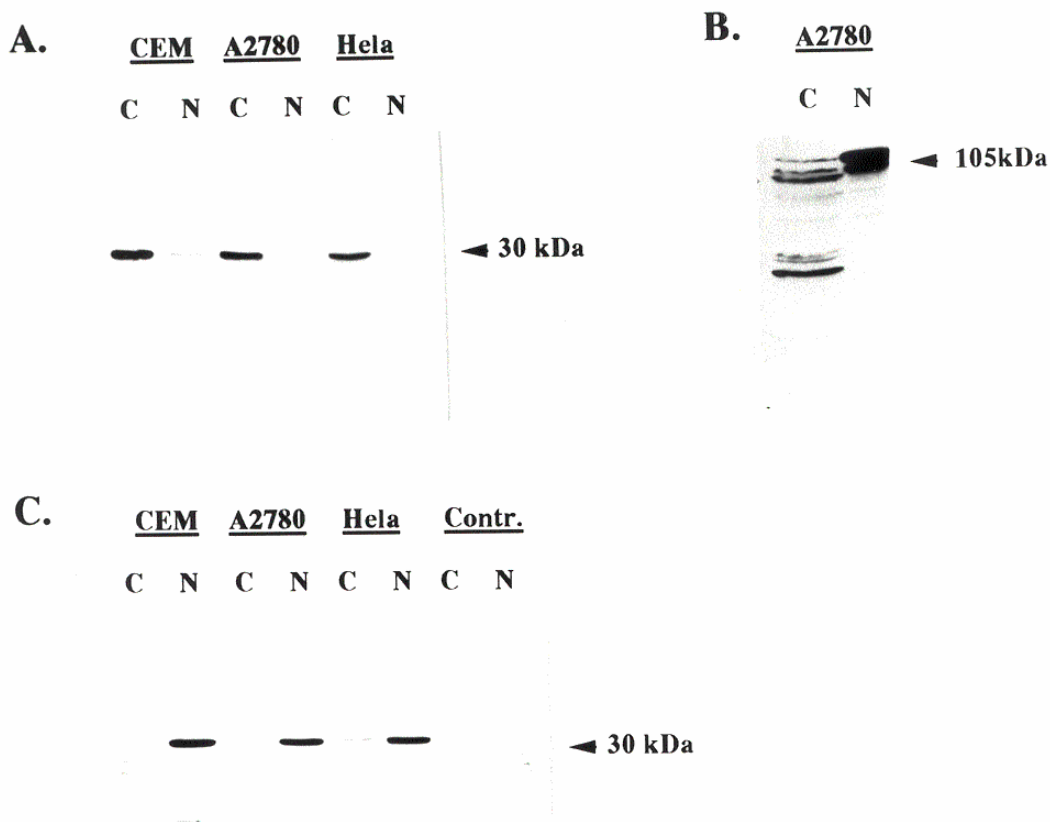 A.
CEM A2780 Hela
C N C N C N
30 kDa
B.
A2780
C N
105kDa
C.
CEM A2780 Hela Contr.
C N C N C N C N
30 kDa